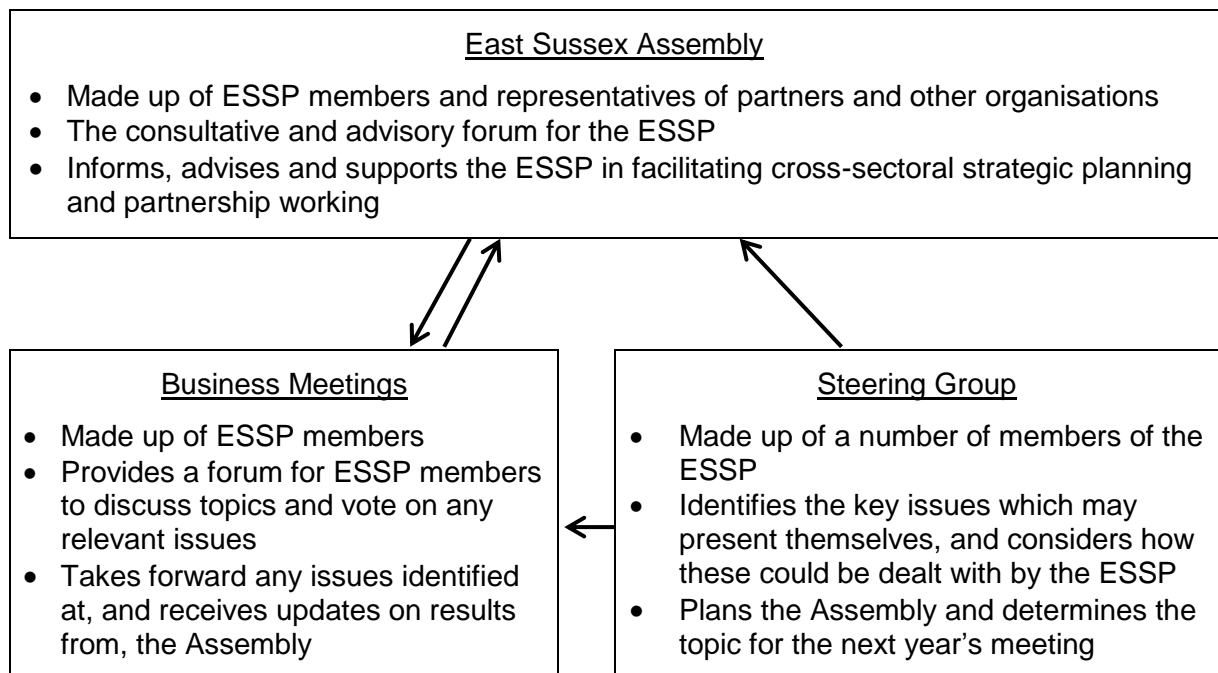 East Sussex Assembly
• Made up of ESSP members and representatives of partners and other organisations
• The consultative and advisory forum for the ESSP
• Informs, advises and supports the ESSP in facilitating cross-sectoral strategic planning
and partnership working
Business Meetings
• Made up of ESSP members
• Provides a forum for ESSP members
to discuss topics and vote on any
relevant issues
• Takes forward any issues identified
at, and receives updates on results
from, the Assembly
Steering Group
• Made up of a number of members of the
ESSP
• Identifies the key issues which may
present themselves, and considers how
these could be dealt with by the ESSP
• Plans the Assembly and determines the
topic for the next year’s meeting